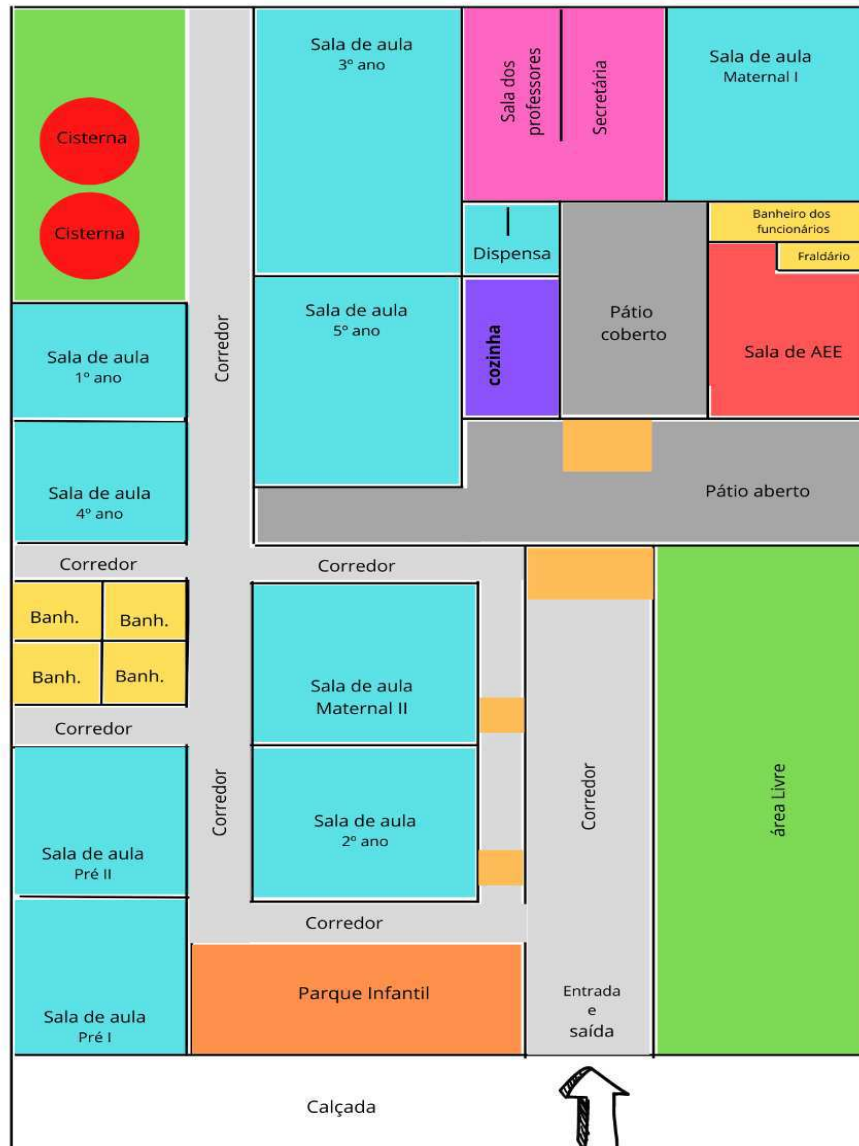 Sala de aula
3º ano
Sala dos
professores
Secretária
Sala de aula
Maternal I
Cisterna
Cisterna
Banheiro dos
funcionários
Fraldário
Dispensa
Corredor
Sala de aula
5º ano
cozinha
Pátio
coberto
Sala de AEE
Sala de aula
1º ano
Sala de aula
4º ano
Pátio aberto
Corredor
Corredor
Banh.
Banh.
Banh.
Banh.
Sala de aula
Maternal II
Corredor
Corredor
Corredor
área Livre
Sala de aula
2º ano
Sala de aula
Pré II
Corredor
Parque Infantil
Entrada
e
saída
Sala de aula
Pré I
Calçada